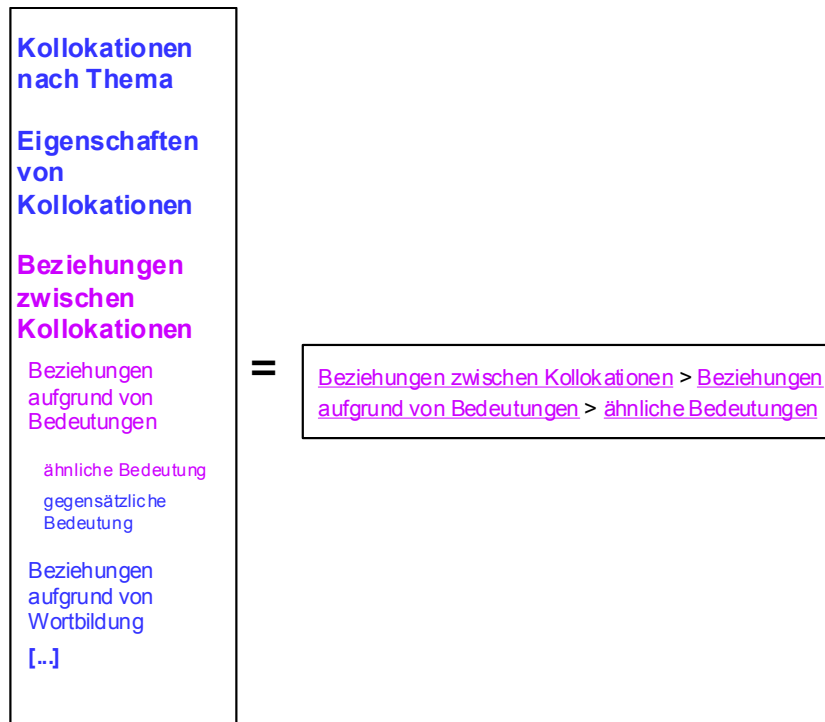 Kollokationen
nach Thema
Eigenschaften
von
Kollokationen
Beziehungen
zwischen
Kollokationen
Beziehungen
aufgrund von
Bedeutungen
ähnliche Bedeutung
gegensätzliche
Bedeutung
Beziehungen
aufgrund von
Wortbildung
[...]
=
Beziehungen zwischen Kollokationen > Beziehungen
aufgrund von Bedeutungen > ähnliche Bedeutungen